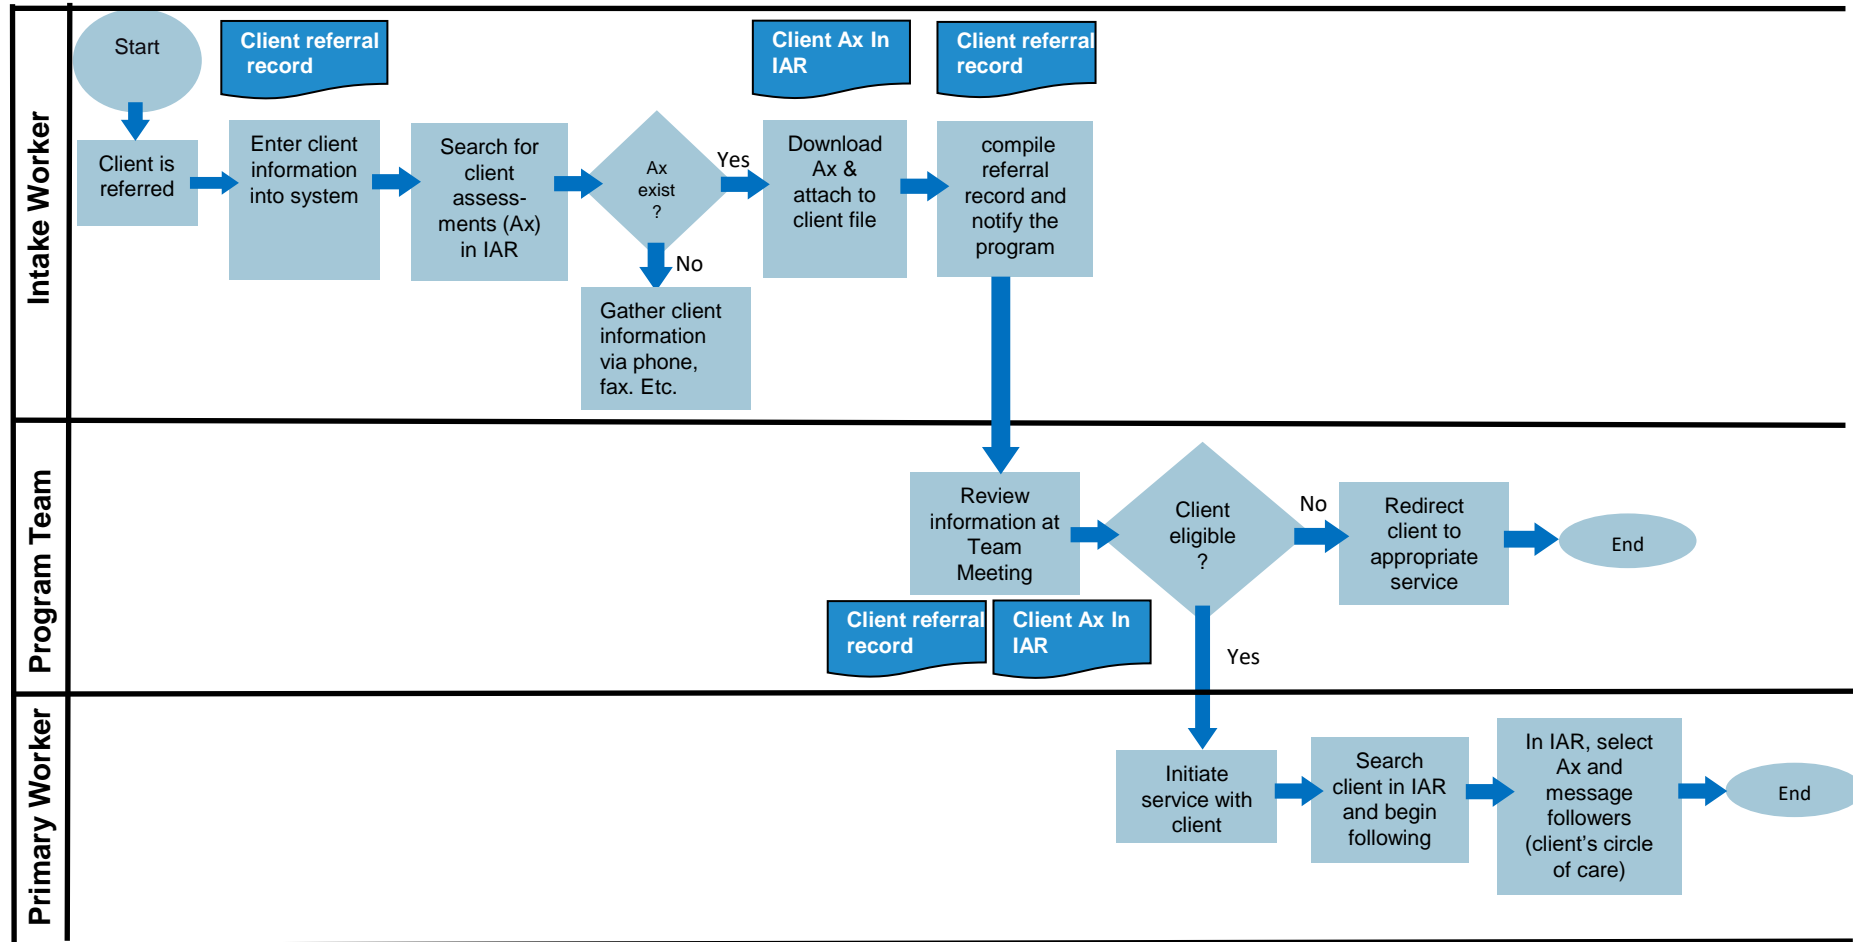 Intake Worker
Start
Client referral
record
Client Ax In
IAR
Client referral
record
Client is
referred
Enter client
information
into system
Search for
client
assess-
ments (Ax)
in IAR
Ax
exist
?
Yes
No
Download
Ax &
attach to
client file
compile
referral
record and
notify the
program
Gather client
information
via phone,
fax. Etc.
Program Team
Review
information at
Team
Meeting
Client
eligible
?
No
Redirect
client to
appropriate
service
End
Client referral
record
Client Ax In
IAR
Yes
Primary Worker
Initiate
service with
client
Search
client in IAR
and begin
following
In IAR, select
Ax and
message
followers
(client's circle
of care)
End